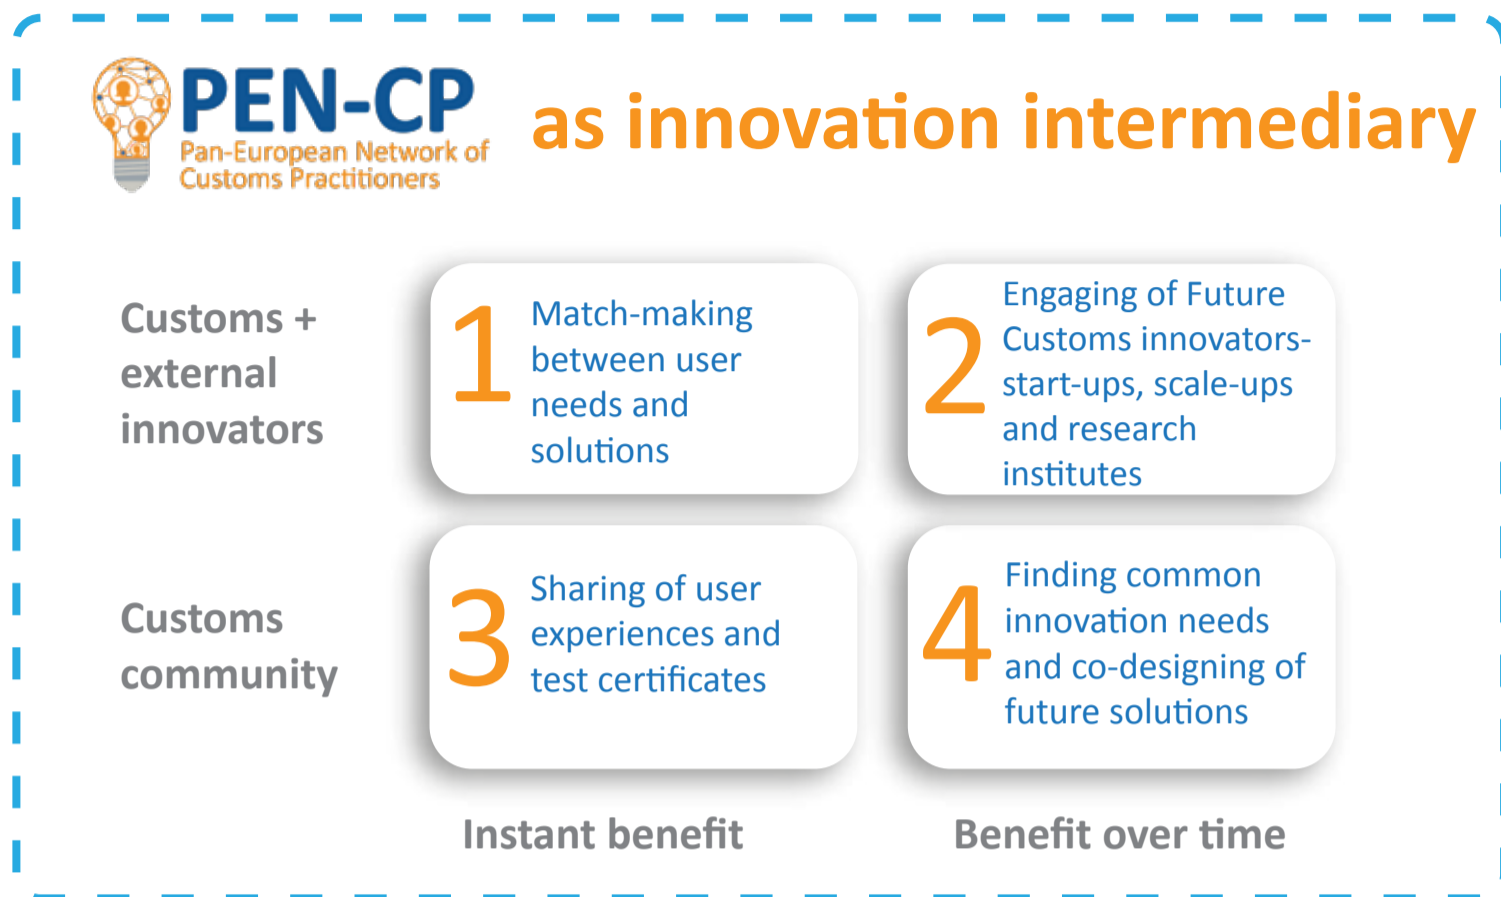 PEN-CP
Pan-European Network of
Customs Practitioners
as innovation intermediary
Customs +
external
innovators
1
Match-making
between user
needs and
solutions
2
Engaging of Future
Customs innovators-
start-ups, scale-ups
and research
institutes
Customs
community
3
Sharing of user
experiences and
test certificates
4
Finding common
innovation needs
and co-designing of
future solutions
Instant benefit
Benefit over time